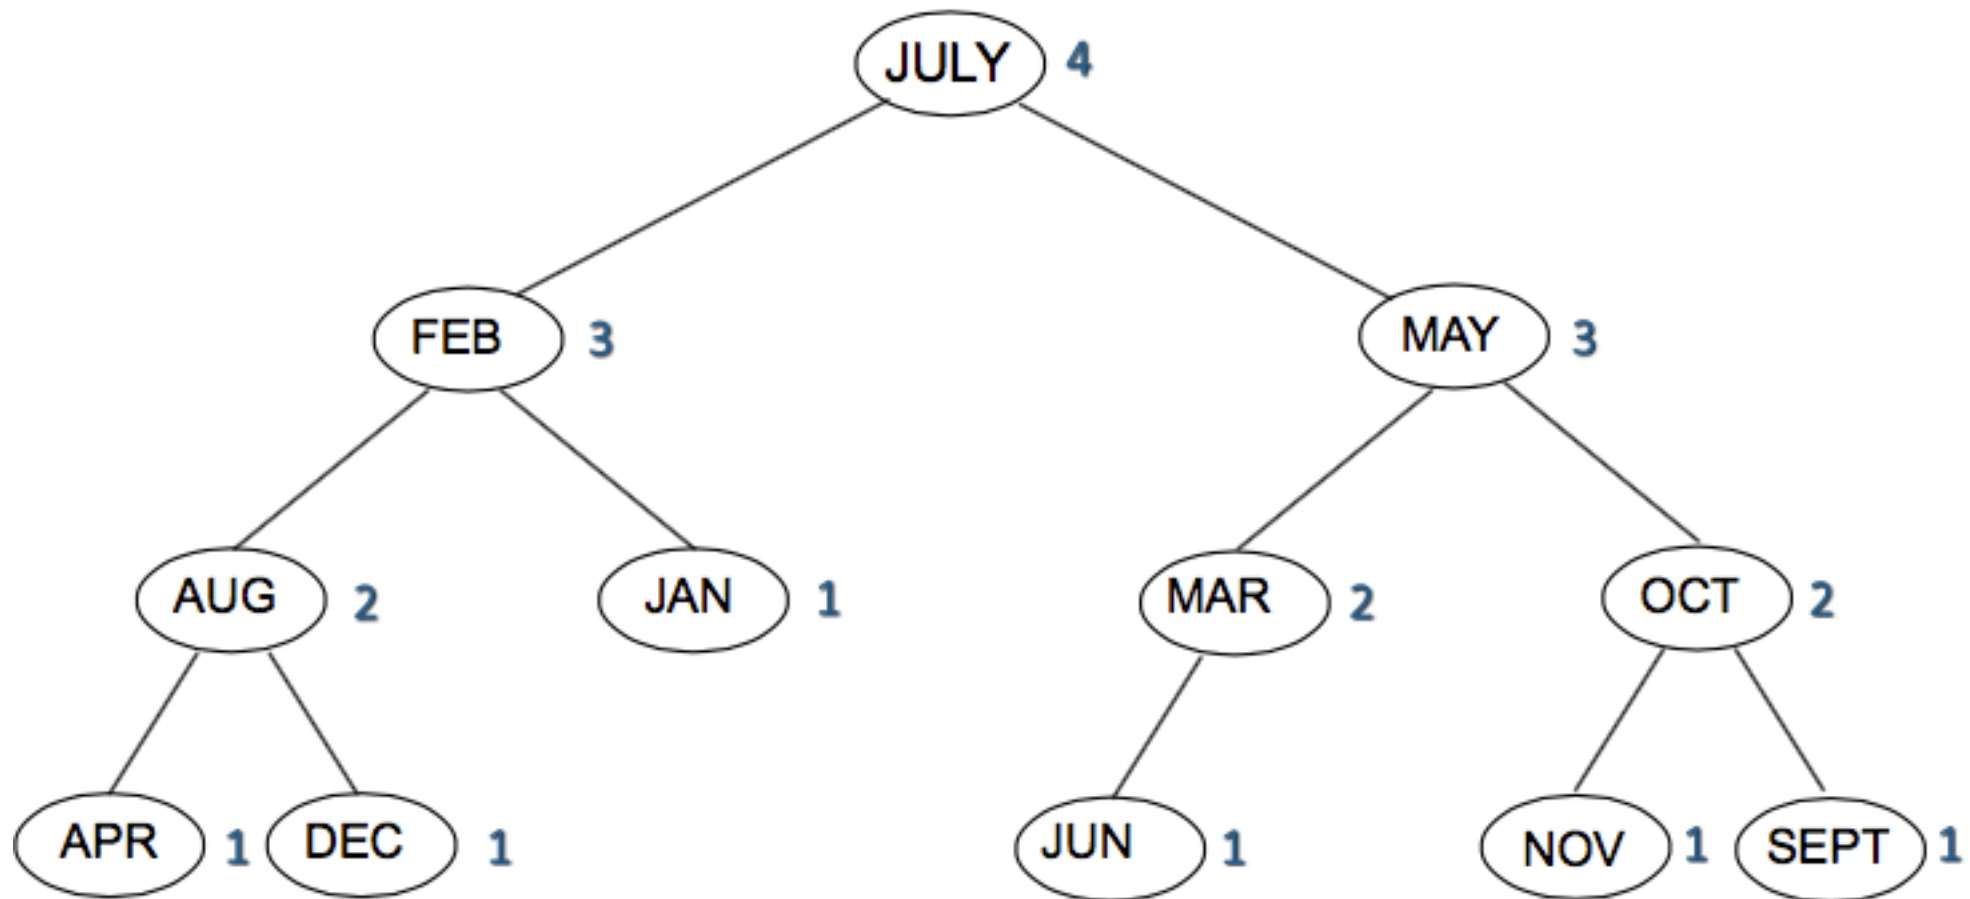 JULY 4
FEB 3
MAY 3
AUG 2
JAN 1
MAR 2
OCT 2
APR 1
DEC 1
JUN 1
NOV 1
SEPT 1